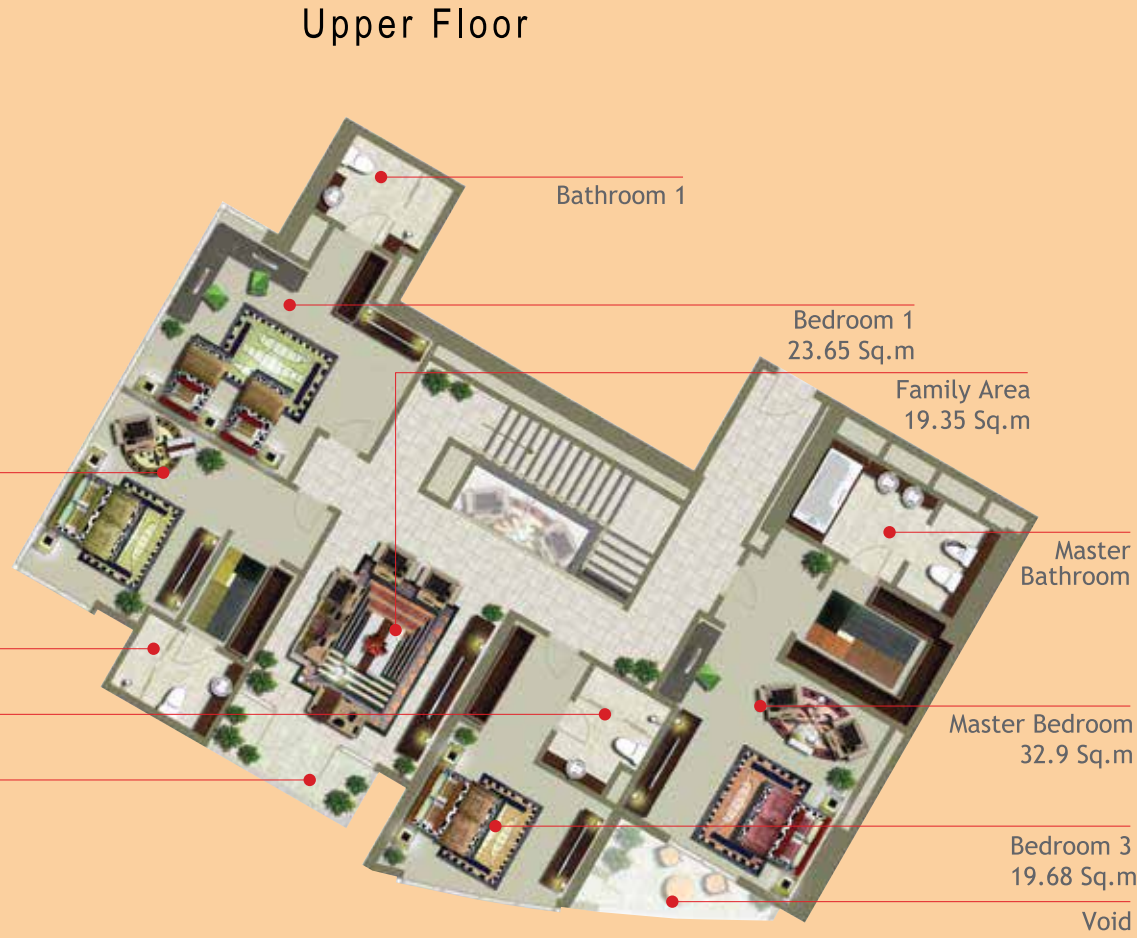 Upper Floor
Bathroom 1
Bedroom 1
23.65 Sq.m
Family Area
19.35 Sq.m
Master
Bathroom
Master Bedroom
32.9 Sq.m
Bedroom 3
19.68 Sq.m
Void